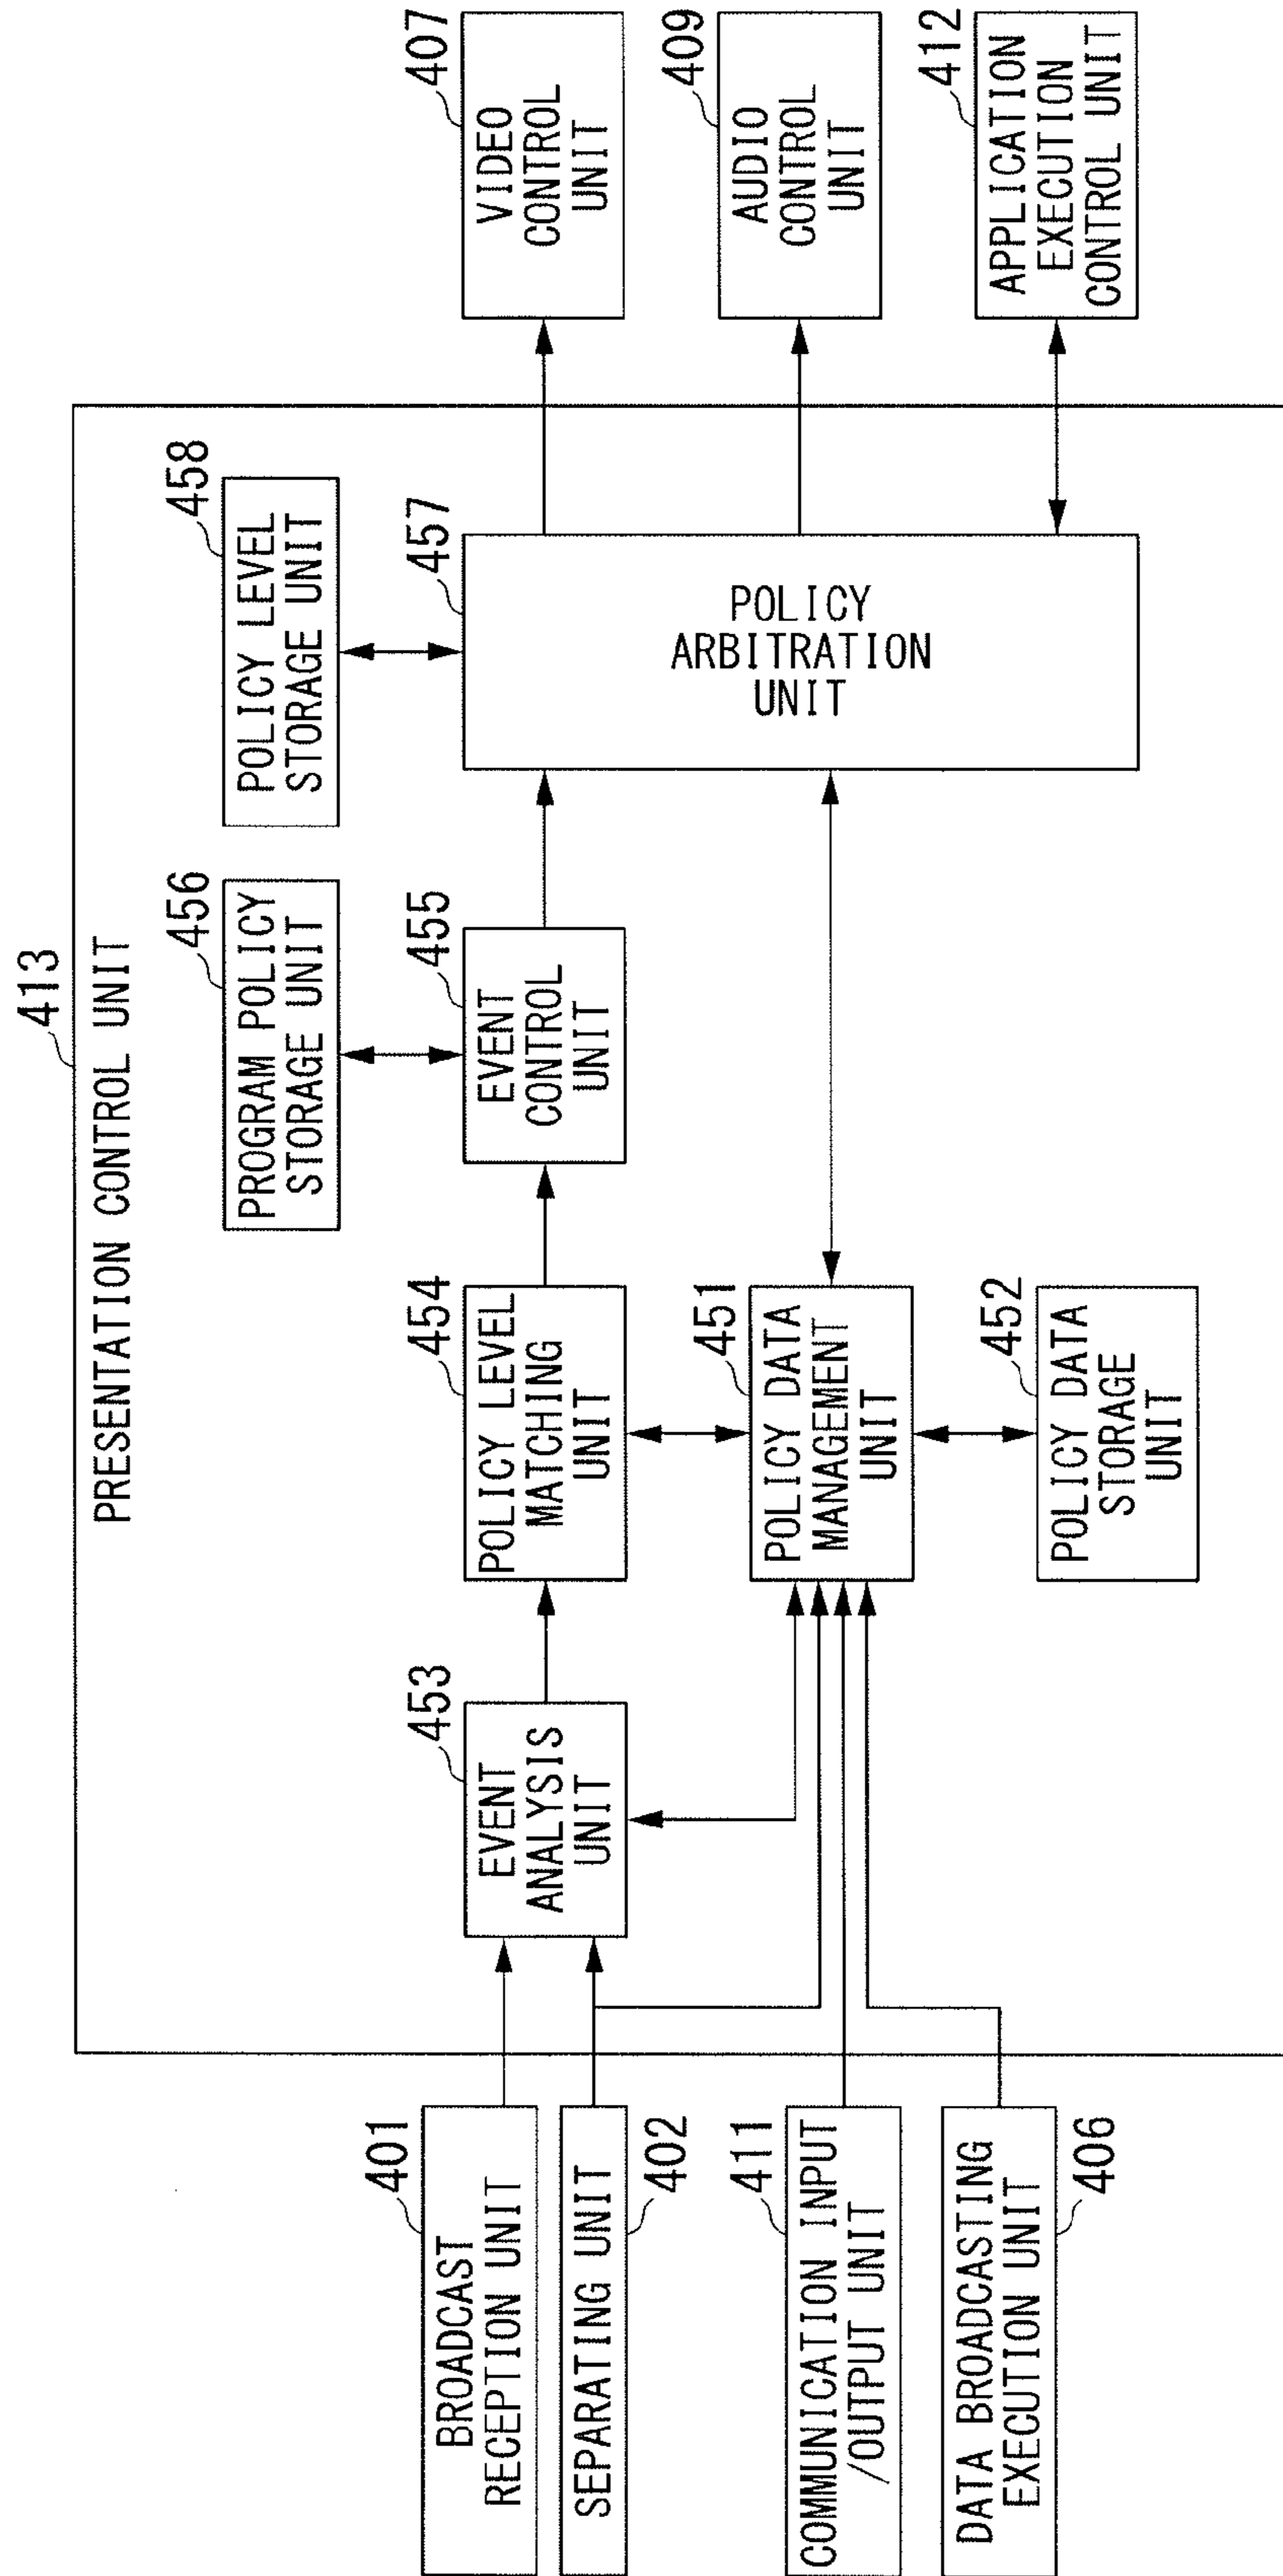 413
PRESENTATION CONTROL UNIT
401
BROADCAST
RECEPTION UNIT
SEPARATING UNIT
402
411
COMMUNICATION INPUT
/OUTPUT UNIT
DATA BROADCASTING
EXECUTION UNIT
406
453
EVENT
ANALYSIS
UNIT
454
POLICY LEVEL
MATCHING
UNIT
451
POLICY DATA
MANAGEMENT
UNIT
452
POLICY DATA
STORAGE
UNIT
456
PROGRAM POLICY
STORAGE UNIT
455
EVENT
CONTROL
UNIT
458
POLICY LEVEL
STORAGE UNIT
457
POLICY
ARBITRATION
UNIT
407
VIDEO
CONTROL
UNIT
409
AUDIO
CONTROL
UNIT
412
APPLICATION
EXECUTION
CONTROL UNIT